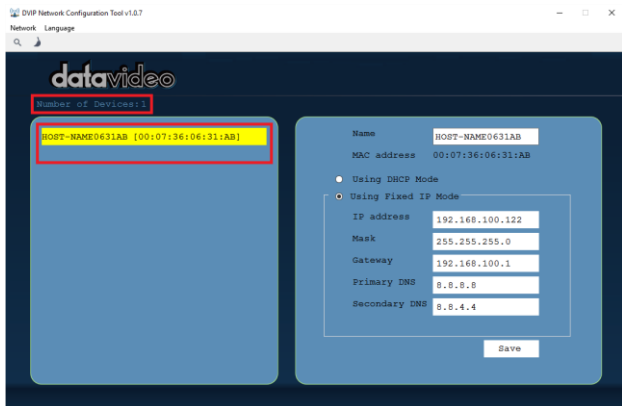 DVIP Network Configuration Tool v1.0.7
Network Language
datavideo
Number of Devices:1
HOST-NAME0631AB [00:07:36:06:31:AB]
Name HOST-NAME0631AB
MAC address 00:07:36:06:31:AB
Using DHCP Mode
Using Fixed IP Mode
IP address 192.168.100.122
Mask 255.255.255.0
Gateway 192.168.100.1
Primary DNS 8.8.8.8
Secondary DNS 8.8.4.4
Save